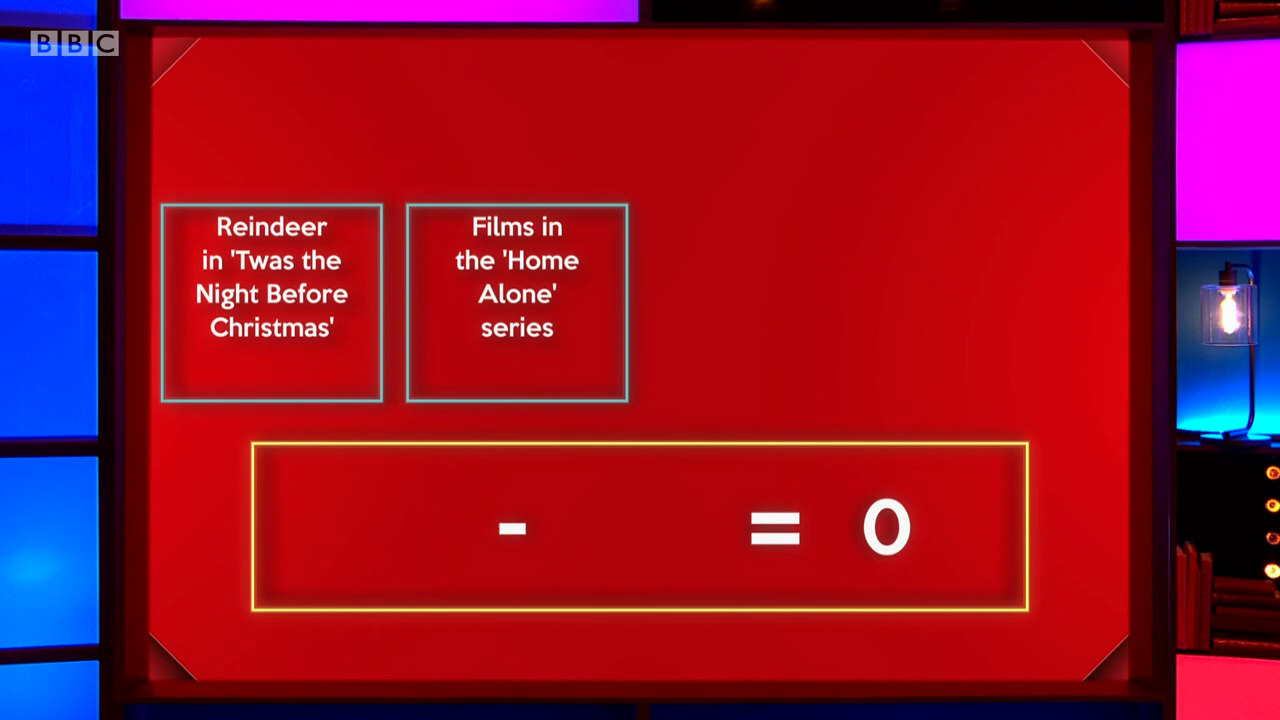 BBC
Reindeer
in 'Twas the
Night Before
Christmas'
Films in
the 'Home
Alone'
series
- = 0